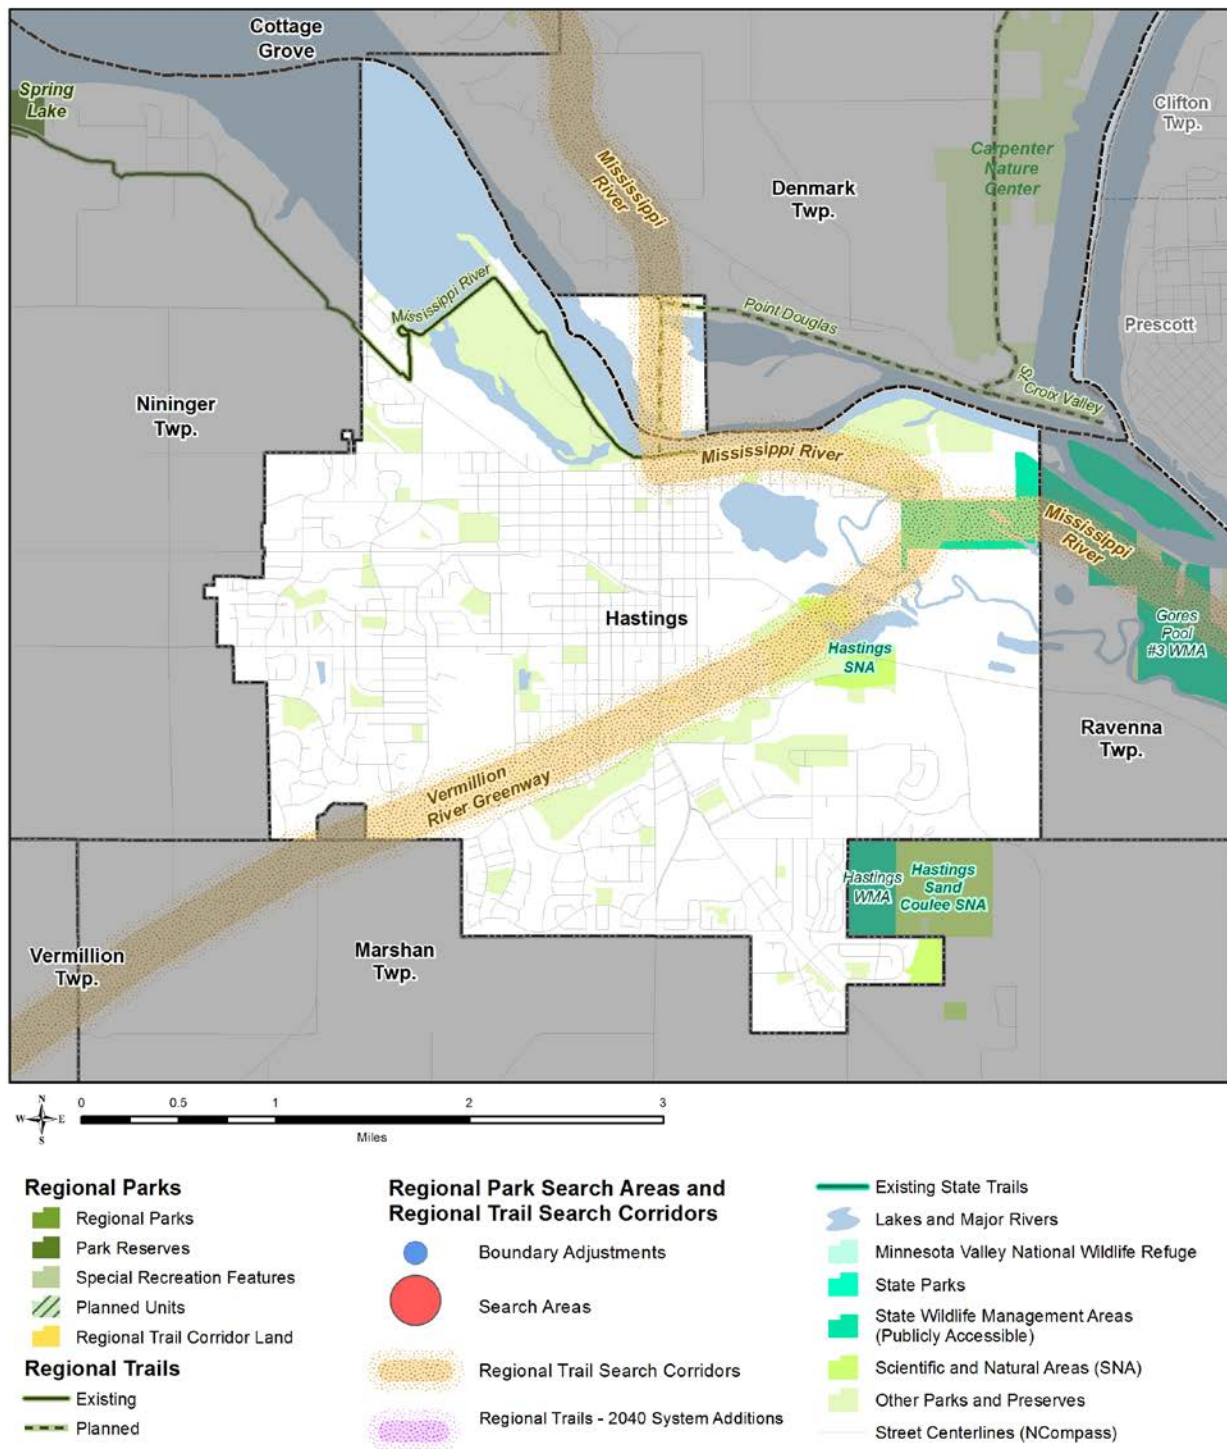 Cottage
Grove
Spring
Lake
Clifton
Twp.
Carpenter
Nature
Center
Mississippi
River
Denmark
Twp.
Mississippi River
Point Douglas
Prescott
St. Croix Valley
Nininger
Twp.
Mississippi River
Mississippi
River
Hastings
Gores
Pool
#3 WMA
Hastings
SNA
Ravenna
Twp.
Vermillion
River Greenway
Hastings
WMA
Hastings
Sand
Coulee SNA
Vermillion
Twp.
Marshan
Twp.
N
W
E
S
0 0.5 1 2 3
Miles
Regional Parks
Regional Parks
Park Reserves
Special Recreation Features
Planned Units
Regional Trail Corridor Land
Regional Trails
Existing
Planned
Regional Park Search Areas and
Regional Trail Search Corridors
Boundary Adjustments
Search Areas
Regional Trail Search Corridors
Regional Trails - 2040 System Additions
Existing State Trails
Lakes and Major Rivers
Minnesota Valley National Wildlife Refuge
State Parks
State Wildlife Management Areas
(Publicly Accessible)
Scientific and Natural Areas (SNA)
Other Parks and Preserves
Street Centerlines (NCompass)